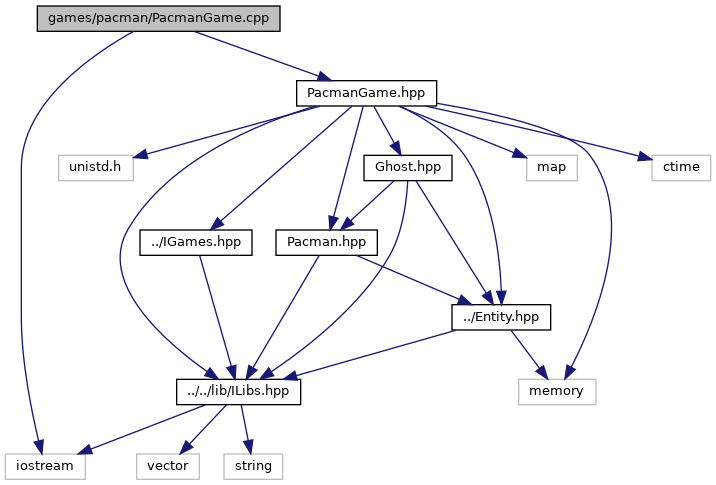 games/pacman/PacmanGame.cpp
PacmanGame.hpp
unistd.h
Ghost.hpp
map
ctime
../IGames.hpp
Pacman.hpp
../Entity.hpp
../../lib/ILibs.hpp
memory
iostream
vector
string